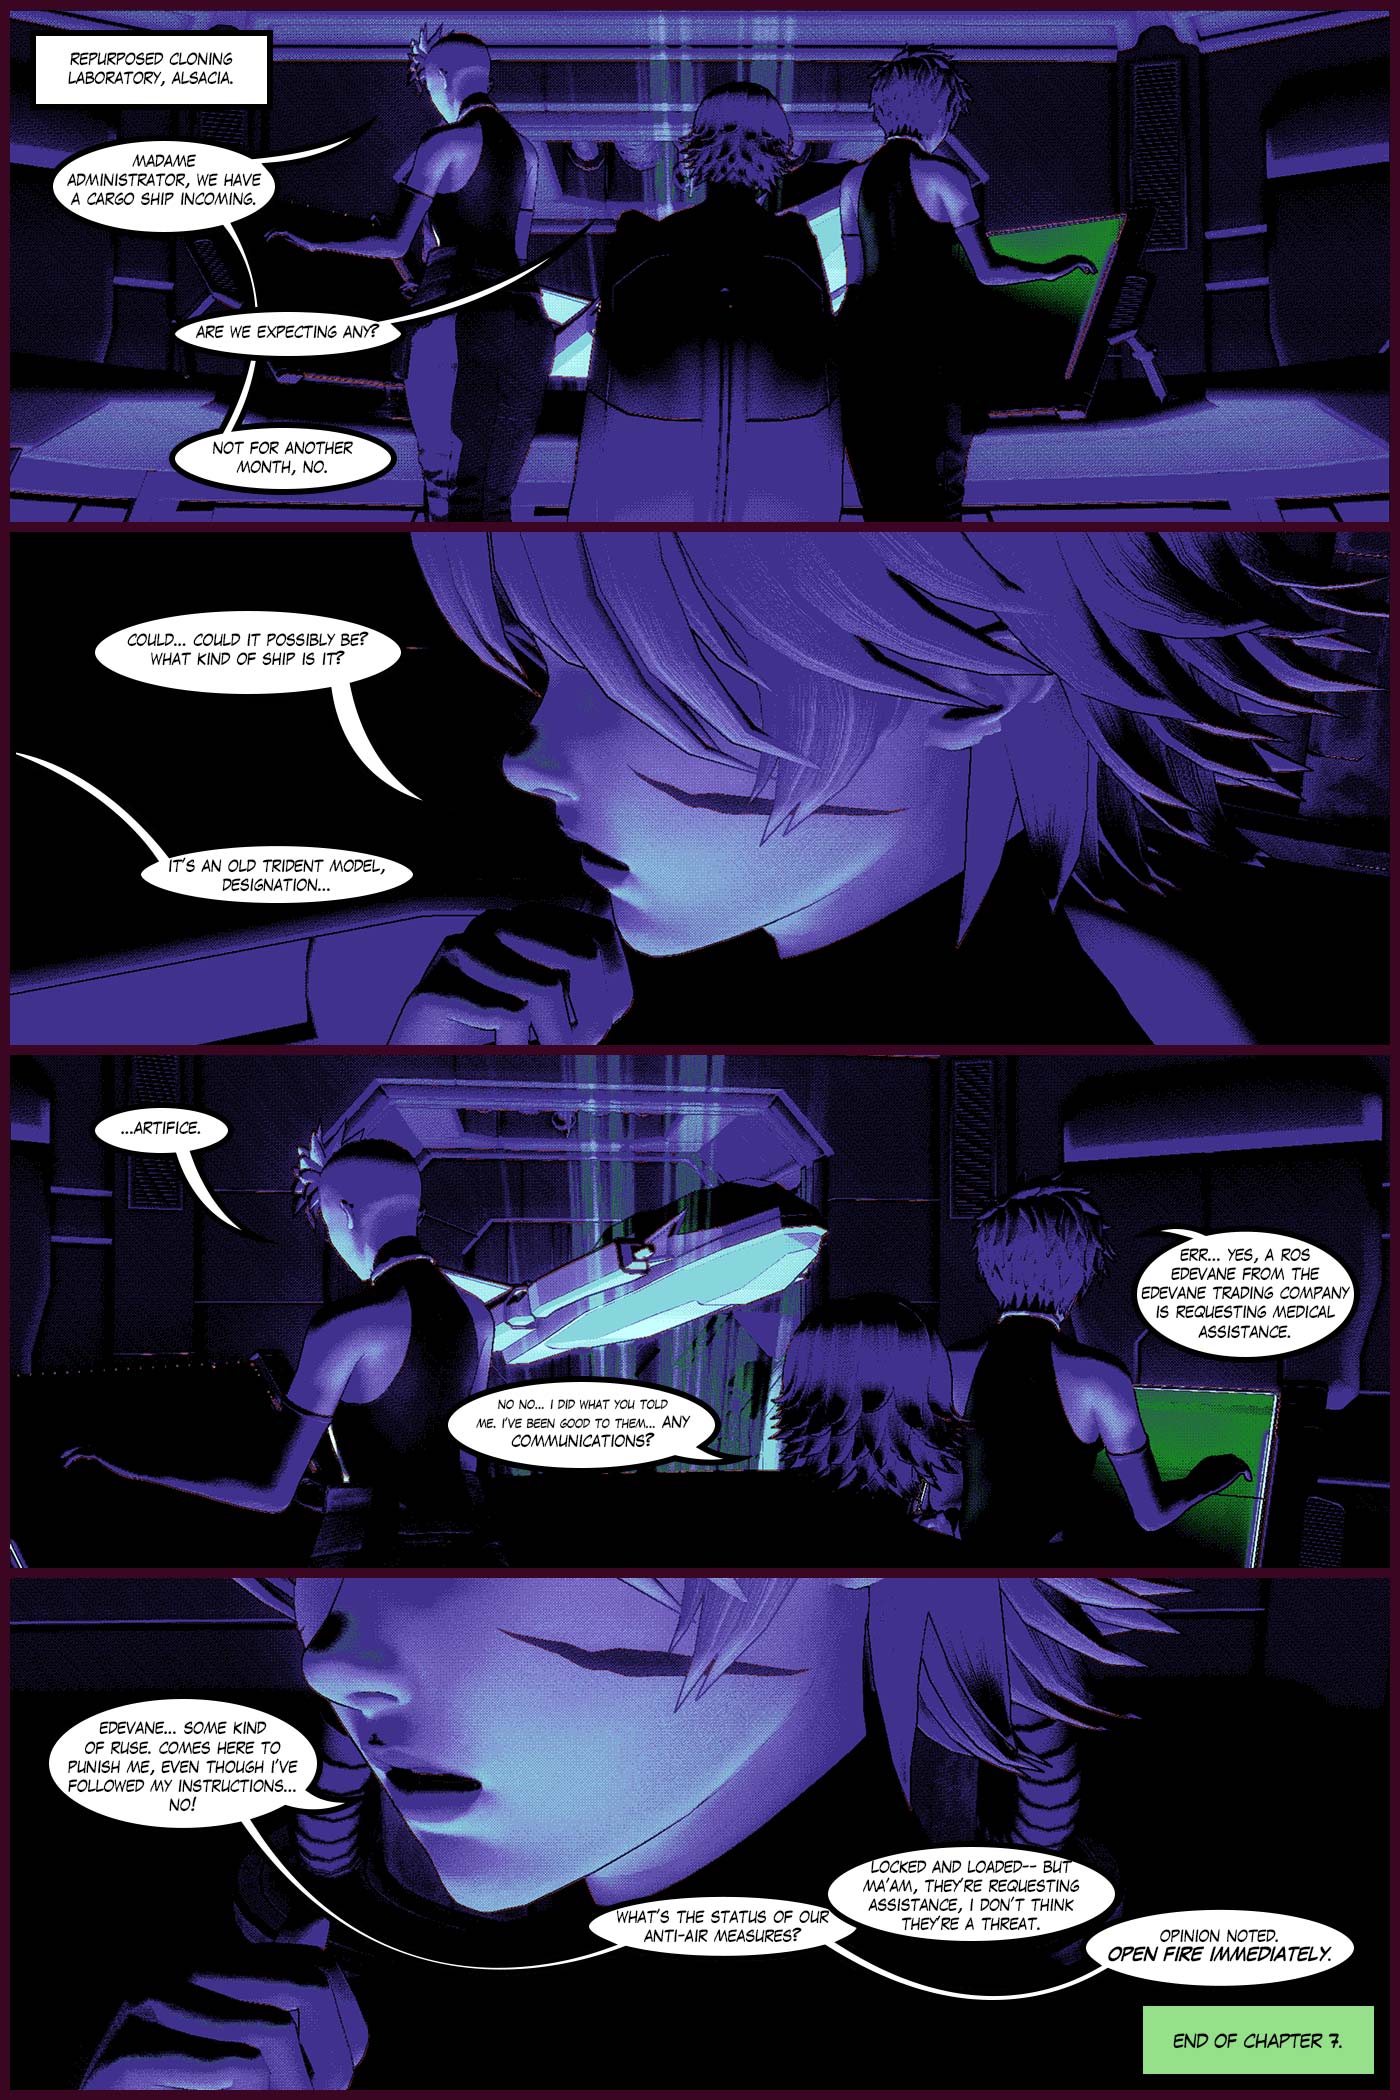 REPURPOSED CLONING
LABORATORY, ALSACIA.
MADAME
ADMINISTRATOR, WE HAVE
A CARGO SHIP INCOMING.
ARE WE EXPECTING ANY?
NOT FOR ANOTHER
MONTH, NO.
COULD... COULD IT POSSIBLY BE?
WHAT KIND OF SHIP IS IT?
IT'S AN OLD TRIDENT MODEL,
DESIGNATION...
...ARTIFICE.
NO NO... I DID WHAT YOU TOLD
ME. I'VE BEEN GOOD TO THEM... ANY
COMMUNICATIONS?
ERR... YES, A ROS
EDEVANE FROM THE
EDEVANE TRADING COMPANY
IS REQUESTING MEDICAL
ASSISTANCE.
EDEVANE... SOME KIND
OF RUSE. COMES HERE TO
PUNISH ME, EVEN THOUGH I'VE
FOLLOWED MY INSTRUCTIONS...
NO!
WHAT'S THE STATUS OF OUR
ANTI-AIR MEASURES?
LOCKED AND LOADED-- BUT
MA'AM, THEY'RE REQUESTING
ASSISTANCE, I DON'T THINK
THEY'RE A THREAT.
OPINION NOTED.
OPEN FIRE IMMEDIATELY.
END OF CHAPTER 7.